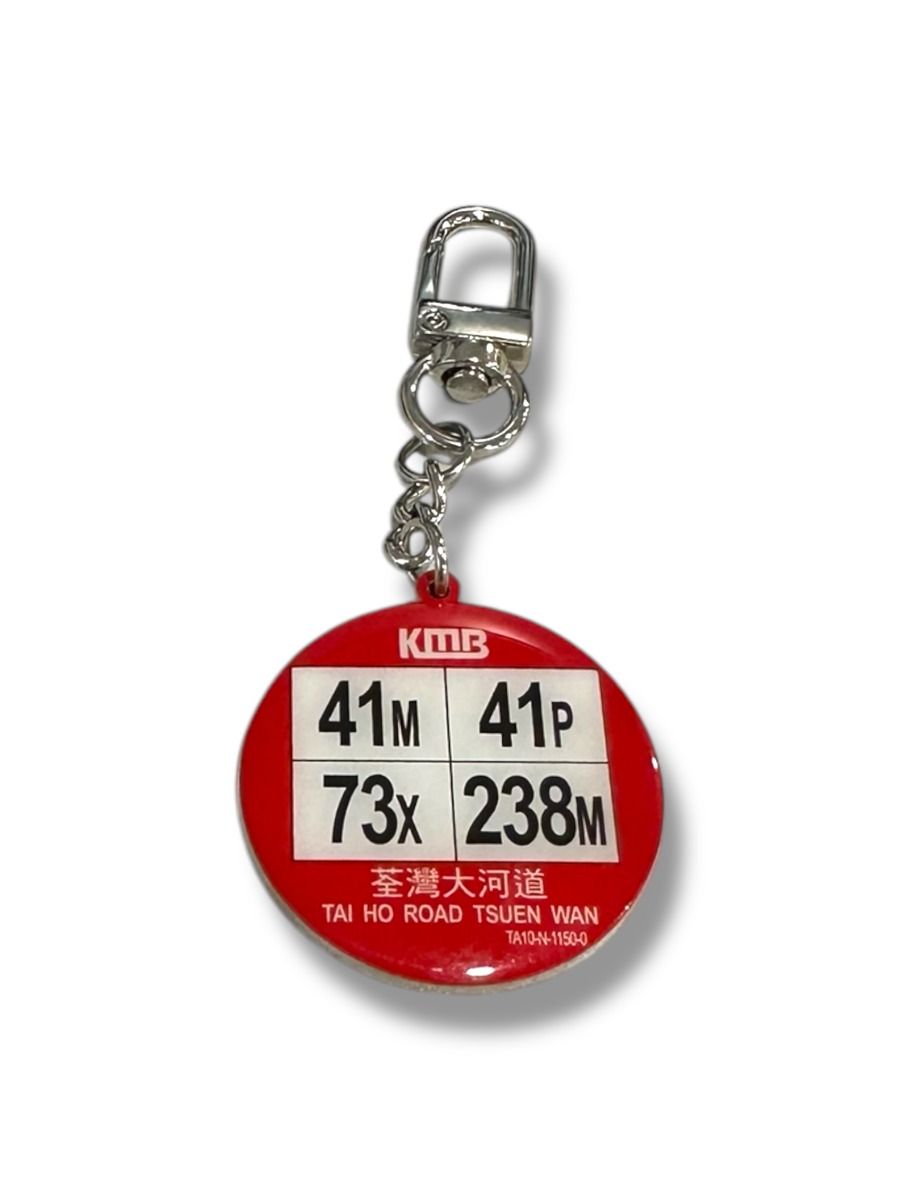 KMB
41M 41P
73X 238M
荃灣大河道
TAI HO ROAD TSUEN WAN
TA10-N-1150-0